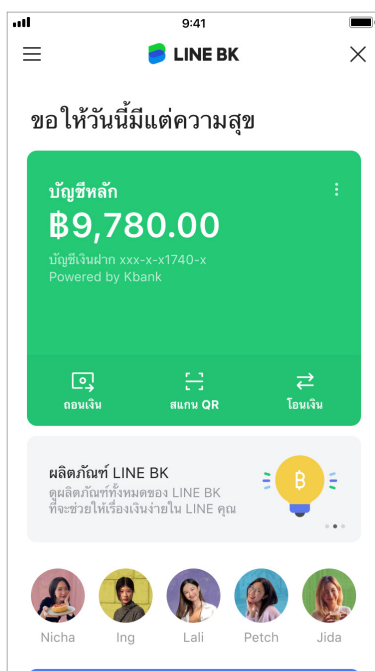 9:41
LINE BK
ขอให้วันนี้มีแต่ความสุข
บัญชีหลัก
฿9,780.00
บัญชีเงินฝาก xxx-x-x1740-x
Powered by Kbank
ถอนเงิน สแกน QR โอนเงิน
ผลิตภัณฑ์ LINE BK
ดูผลิตภัณฑ์ทั้งหมดของ LINE BK
ที่จะช่วยให้เรื่องเงินง่ายใน LINE คุณ
฿
Nicha Ing Lali Petch Jida